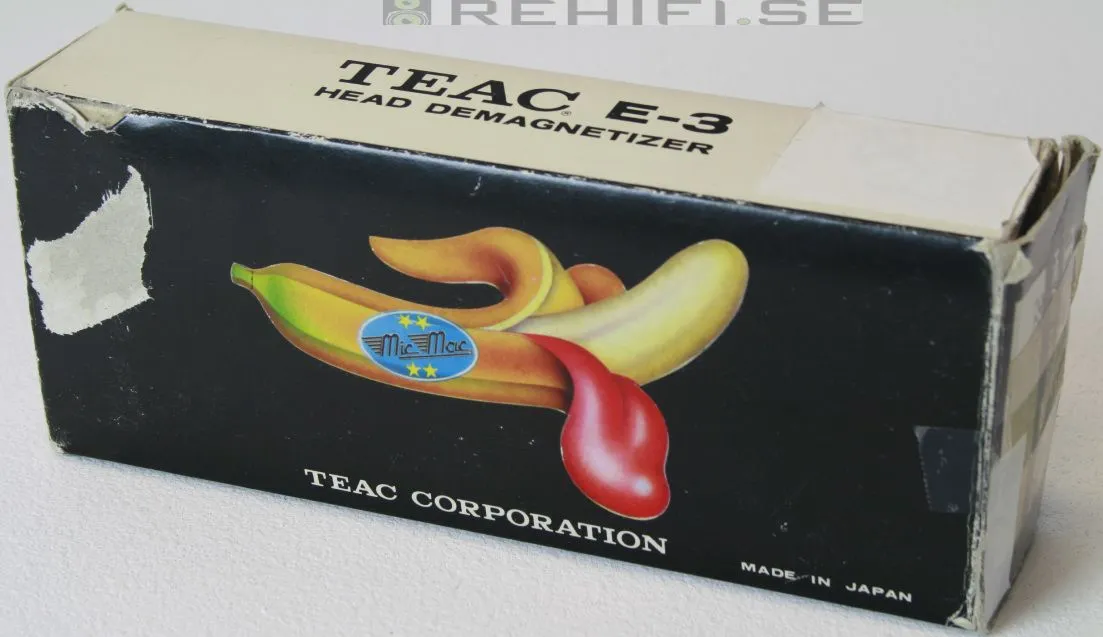 REHIFI.SE
TEAC® E-3
HEAD DEMAGNETIZER
Mic Mac
TEAC CORPORATION
MADE IN JAPAN